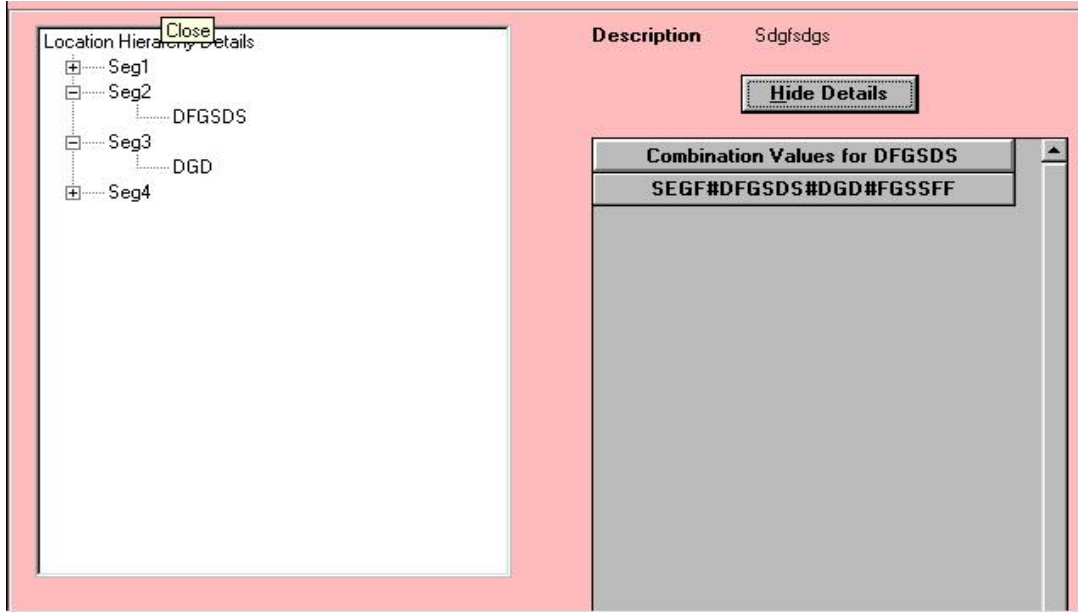 Close
Location Hierarchy Details
Seg1
Seg2
DFGSDS
Seg3
DGD
Seg4
Description Sdgfsdgs
Hide Details
Combination Values for DFGSDS
SEGF#DFGSDS#DGD#FGSSFF